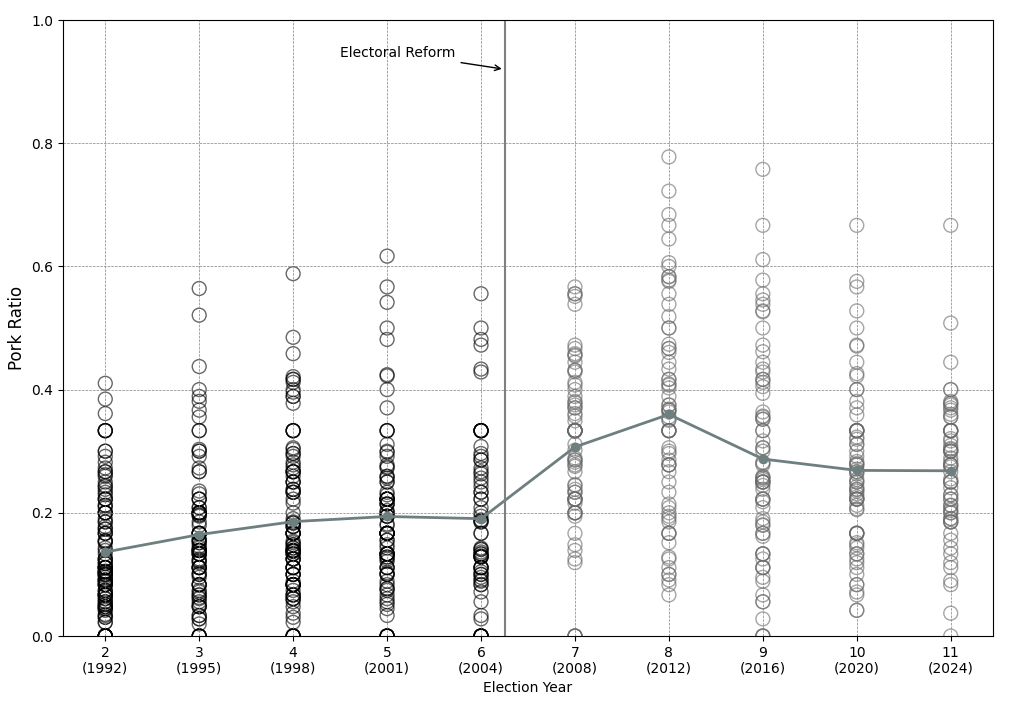 1.0
Electoral Reform
0.8
0.6
Pork Ratio
0.4
0.2
0.0
2 3 4 5 6 7 8 9 10 11
(1992) (1995) (1998) (2001) (2004) (2008) (2012) (2016) (2020) (2024)
Election Year